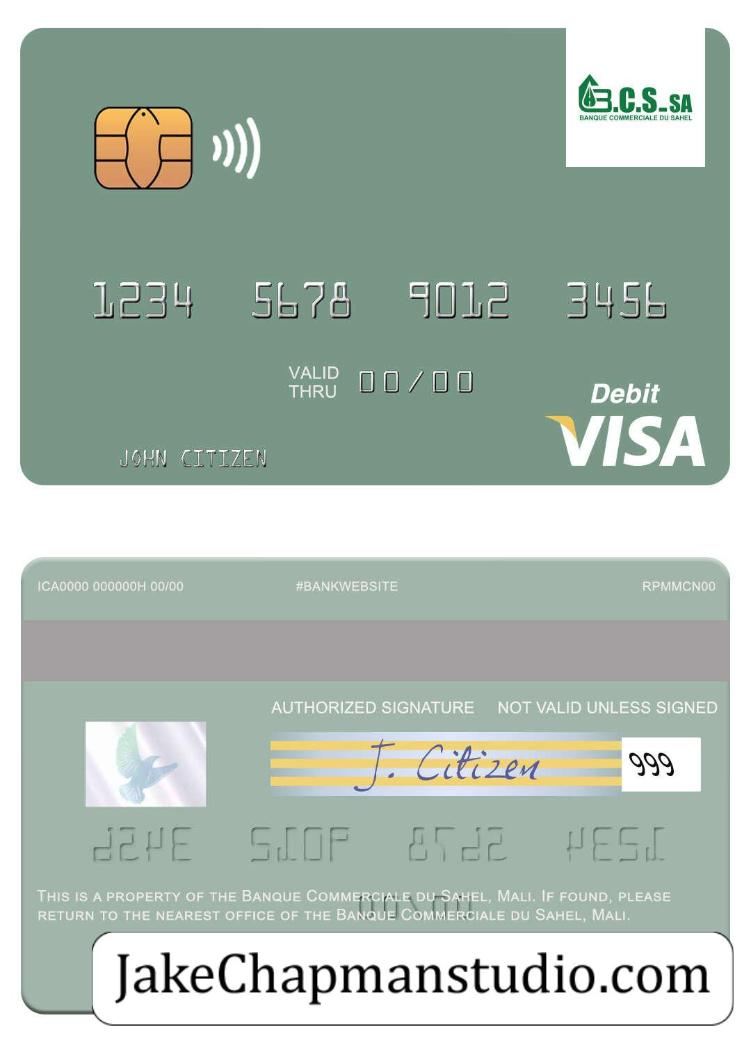 B.C.S-SA
BANQUE COMMERCIALE DU SAHEL
1234 5678 9012 3456
VALID THRU 00/00
Debit
VISA
JOHN CITIZEN
ICA0000 000000H 00/00 #BANKWEBSITE RPMMCN00
AUTHORIZED SIGNATURE NOT VALID UNLESS SIGNED
J. Citizen 999
THIS IS A PROPERTY OF THE BANQUE COMMERCIALE DU SAHEL, MALI. IF FOUND, PLEASE
RETURN TO THE NEAREST OFFICE OF THE BANQUE COMMERCIALE DU SAHEL, MALI.
JakeChapmanstudio.com